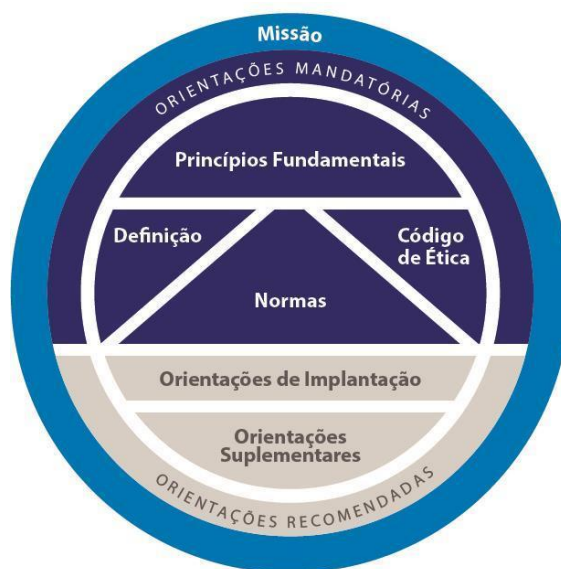 Missão
ORIENTAÇÕES MANDATÓRIAS
Princípios Fundamentais
Definição
Código
de Ética
Normas
Orientações de Implantação
Orientações
Suplementares
ORIENTAÇÕES RECOMENDADAS